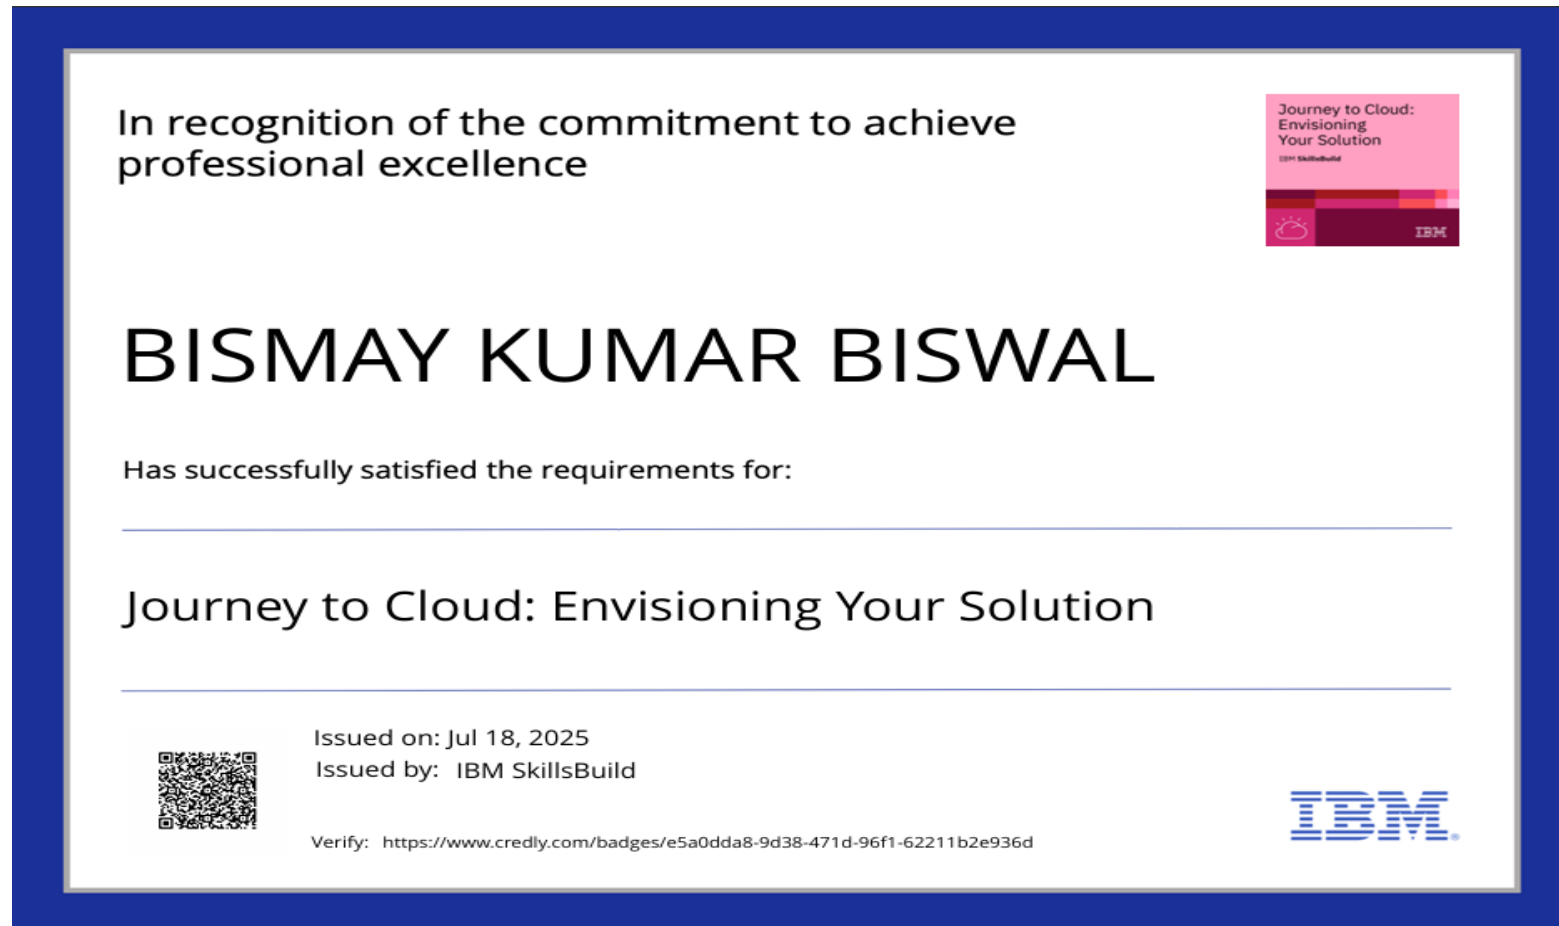 In recognition of the commitment to achieve
professional excellence
Journey to Cloud:
Envisioning
Your Solution
IBM SkillsBuild
IBM
BISMAY KUMAR BISWAL
Has successfully satisfied the requirements for:
Journey to Cloud: Envisioning Your Solution
Issued on: Jul 18, 2025
Issued by: IBM SkillsBuild
Verify: https://www.credly.com/badges/e5a0dda8-9d38-471d-96f1-62211b2e936d
IBM®